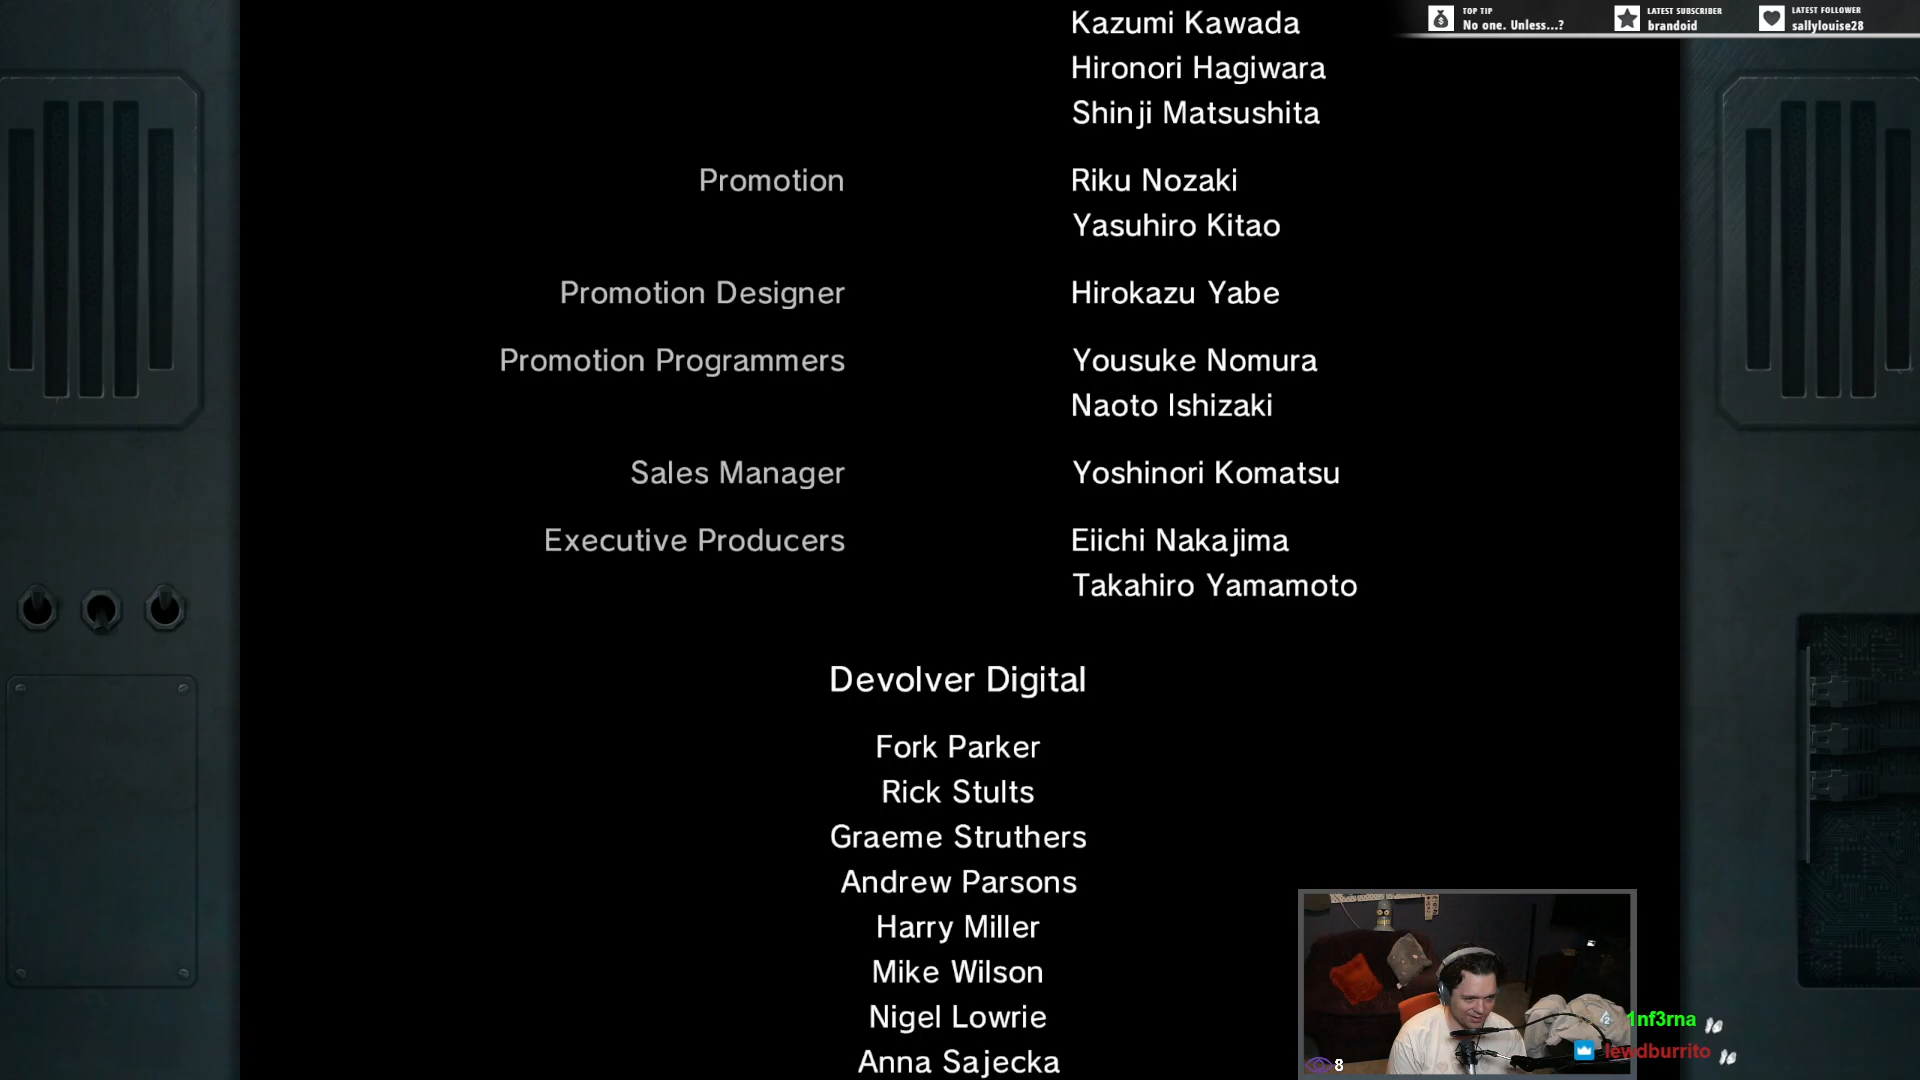 TOP TIP
No one. Unless...?
LATEST SUBSCRIBER
brandoid
LATEST FOLLOWER
sallylouise28
Kazumi Kawada
Hironori Hagiwara
Shinji Matsushita
Promotion Riku Nozaki
Yasuhiro Kitao
Promotion Designer Hirokazu Yabe
Promotion Programmers Yousuke Nomura
Naoto Ishizaki
Sales Manager Yoshinori Komatsu
Executive Producers Eiichi Nakajima
Takahiro Yamamoto
Devolver Digital
Fork Parker
Rick Stults
Graeme Struthers
Andrew Parsons
Harry Miller
Mike Wilson
Nigel Lowrie
Anna Sajecka
8
1nf3rna
lewdburrito